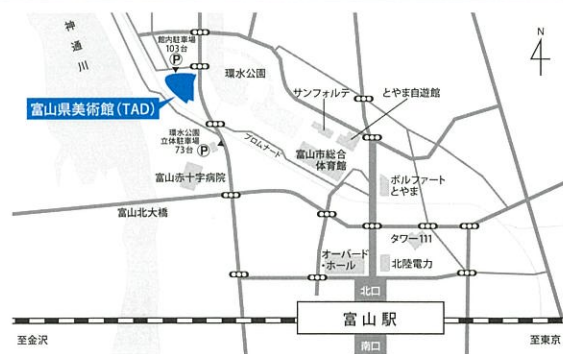 館内駐車場
103台
P
N
神通川
環水公園
サンフォルテ
とやま自遊館
富山県美術館(TAD)
環水公園
立体駐車場
73台
P
プロムナード
富山市総合
体育館
富山赤十字病院
ボルファート
とやま
富山北大橋
タワー111
オーバード
・ホール
北陸電力
北口
富山駅
至金沢
至東京
南口